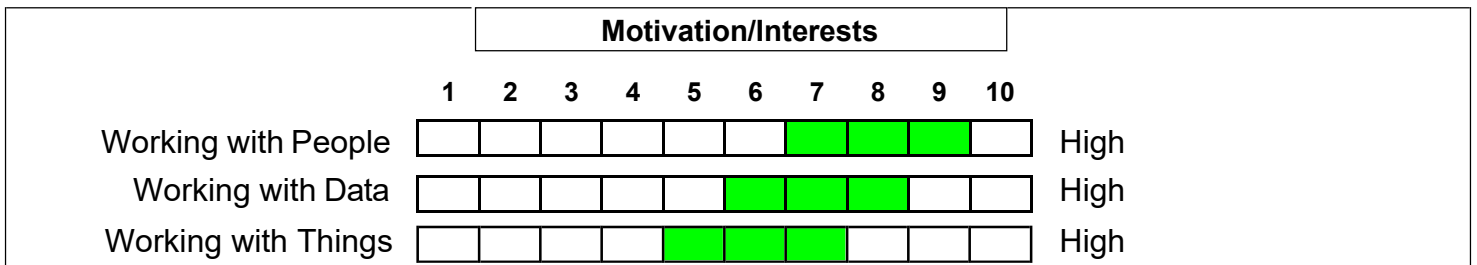 Motivation/Interests
1 2 3 4 5 6 7 8 9 10
Working with People High
Working with Data High
Working with Things High